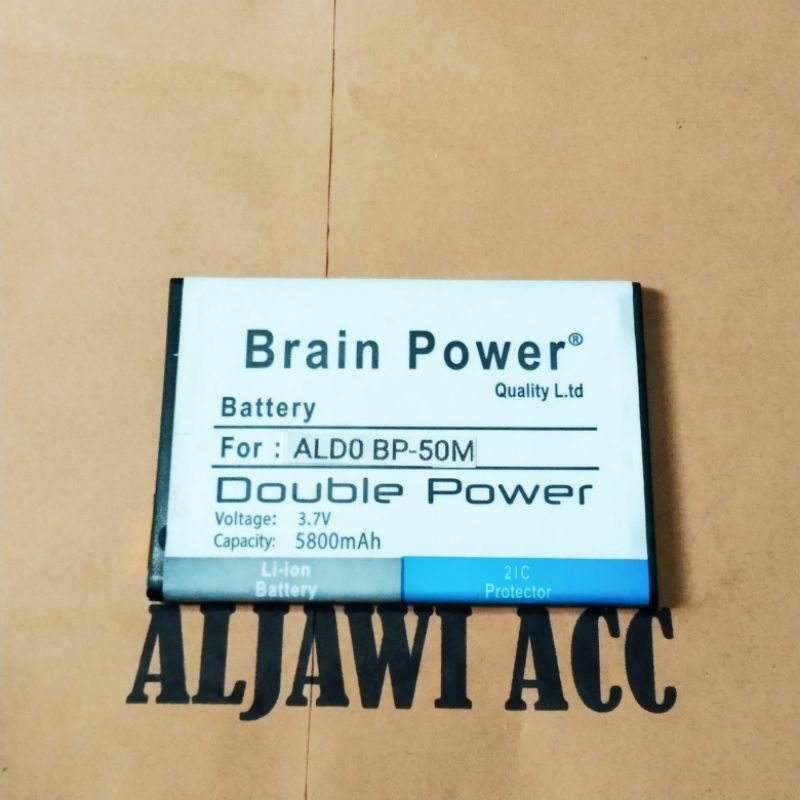 Brain Power®
Quality L.td
Battery
For : ALD0 BP-50M
Double Power
Voltage: 3.7V
Capacity: 5800mAh
Li-ion
Battery
2IC
Protector
ALJAWI ACC